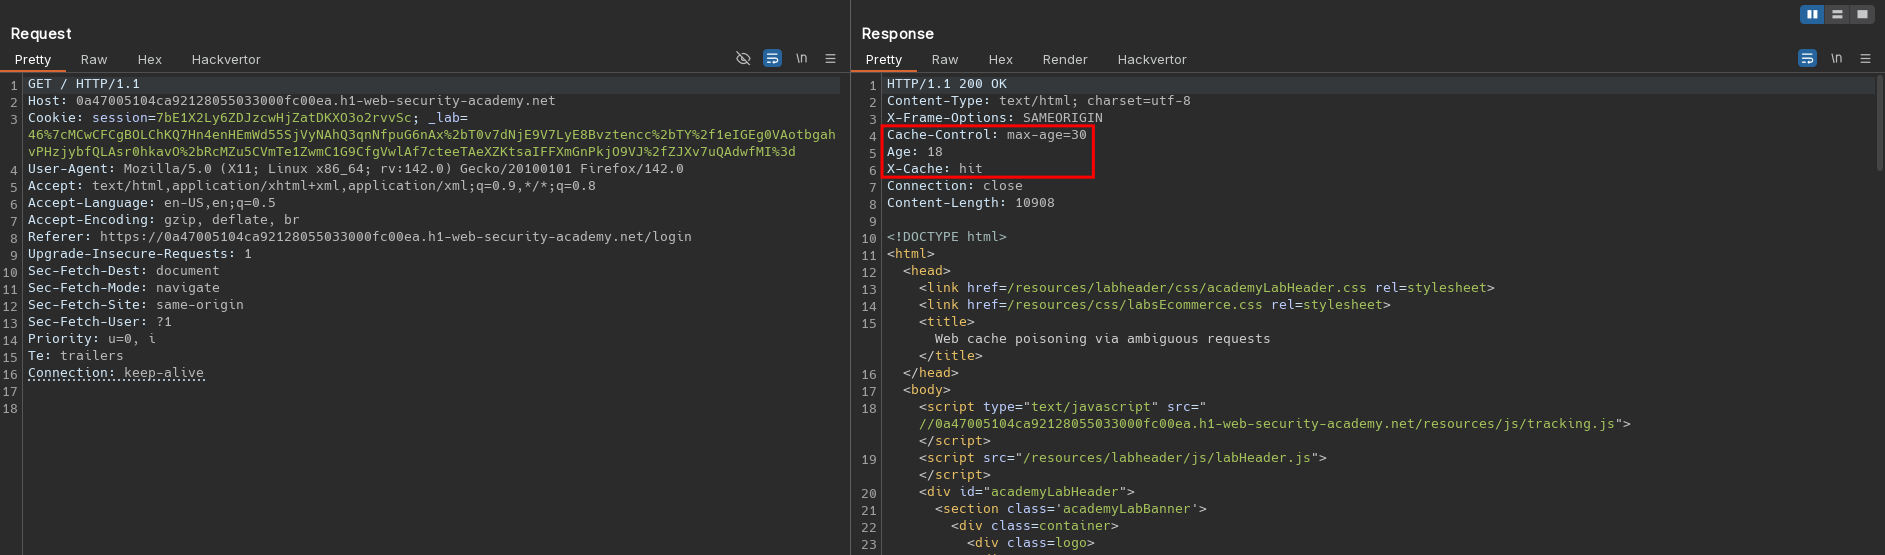 Request
Pretty Raw Hex Hackvertor \n
1 GET / HTTP/1.1
2 Host: 0a47005104ca92128055033000fc00ea.h1-web-security-academy.net
3 Cookie: session=7bE1X2Ly6ZDJzcwHjZatDKXO3o2rvvSc; _lab=
46%7cMCwCFCgBOLChKQ7Hn4enHEmWd55SjVyNAhQ3qnNfpuG6nAx%2bT0v7dNjE9V7LyE8Bvztencc%2bTY%2f1eIGEg0VAotbgah
vPHzjybfQLAsr0hkavO%2bRcMZu5CVmTe1ZwmC1G9CfgVwlAf7cteeTAeXZKtsaIFFXmGnPkjO9VJ%2fZJXv7uQAdwfMI%3d
4 User-Agent: Mozilla/5.0 (X11; Linux x86_64; rv:142.0) Gecko/20100101 Firefox/142.0
5 Accept: text/html,application/xhtml+xml,application/xml;q=0.9,*/*;q=0.8
6 Accept-Language: en-US,en;q=0.5
7 Accept-Encoding: gzip, deflate, br
8 Referer: https://0a47005104ca92128055033000fc00ea.h1-web-security-academy.net/login
9 Upgrade-Insecure-Requests: 1
10 Sec-Fetch-Dest: document
11 Sec-Fetch-Mode: navigate
12 Sec-Fetch-Site: same-origin
13 Sec-Fetch-User: ?1
14 Priority: u=0, i
15 Te: trailers
16 Connection: keep-alive
17
18
Response
Pretty Raw Hex Render Hackvertor \n
1 HTTP/1.1 200 OK
2 Content-Type: text/html; charset=utf-8
3 X-Frame-Options: SAMEORIGIN
4 Cache-Control: max-age=30
5 Age: 18
6 X-Cache: hit
7 Connection: close
8 Content-Length: 10908
9
10 <!DOCTYPE html>
11 <html>
12 <head>
13 <link href=/resources/labheader/css/academyLabHeader.css rel=stylesheet>
14 <link href=/resources/css/labsEcommerce.css rel=stylesheet>
15 <title>
Web cache poisoning via ambiguous requests
</title>
16 </head>
17 <body>
18 <script type="text/javascript" src="
//0a47005104ca92128055033000fc00ea.h1-web-security-academy.net/resources/js/tracking.js">
</script>
19 <script src="/resources/labheader/js/labHeader.js">
</script>
20 <div id="academyLabHeader">
21 <section class='academyLabBanner'>
22 <div class=container>
23 <div class=logo>